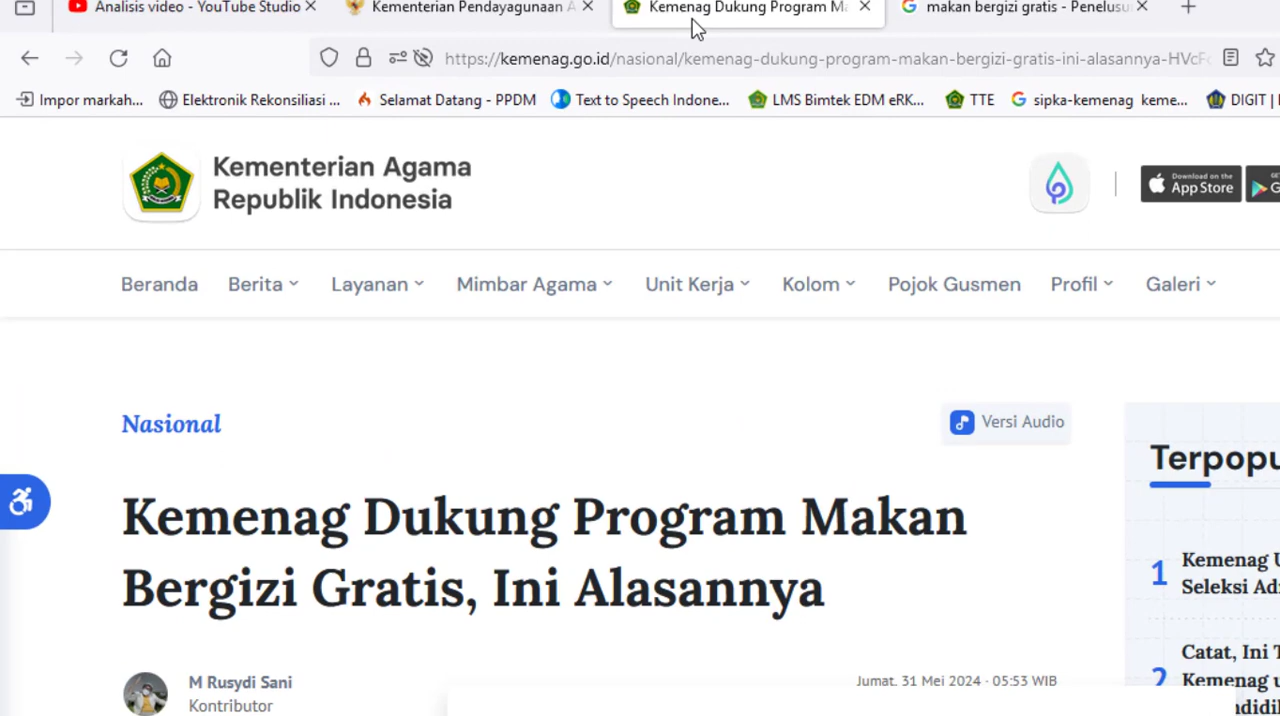 Analisis video - YouTube Studio
Kementerian Pendayagunaan A
Kemenag Dukung Program Ma
makan bergizi gratis - Penelusu
https://kemenag.go.id/nasional/kemenag-dukung-program-makan-bergizi-gratis-ini-alasannya-HVcF
Impor markah...
Elektronik Rekonsiliasi ...
Selamat Datang - PPDM
Text to Speech Indone...
LMS Bimtek EDM eRK...
TTE
sipka-kemenag keme...
DIGIT |
Kementerian Agama
Republik Indonesia
Download on the
App Store
Beranda
Berita
Layanan
Mimbar Agama
Unit Kerja
Kolom
Pojok Gusmen
Profil
Galeri
Nasional
Versi Audio
Kemenag Dukung Program Makan
Bergizi Gratis, Ini Alasannya
M Rusydi Sani
Kontributor
Jumat, 31 Mei 2024 · 05:53 WIB
Terpopu
1
Kemenag U
Seleksi Ad
2
Catat, Ini T
Kemenag u